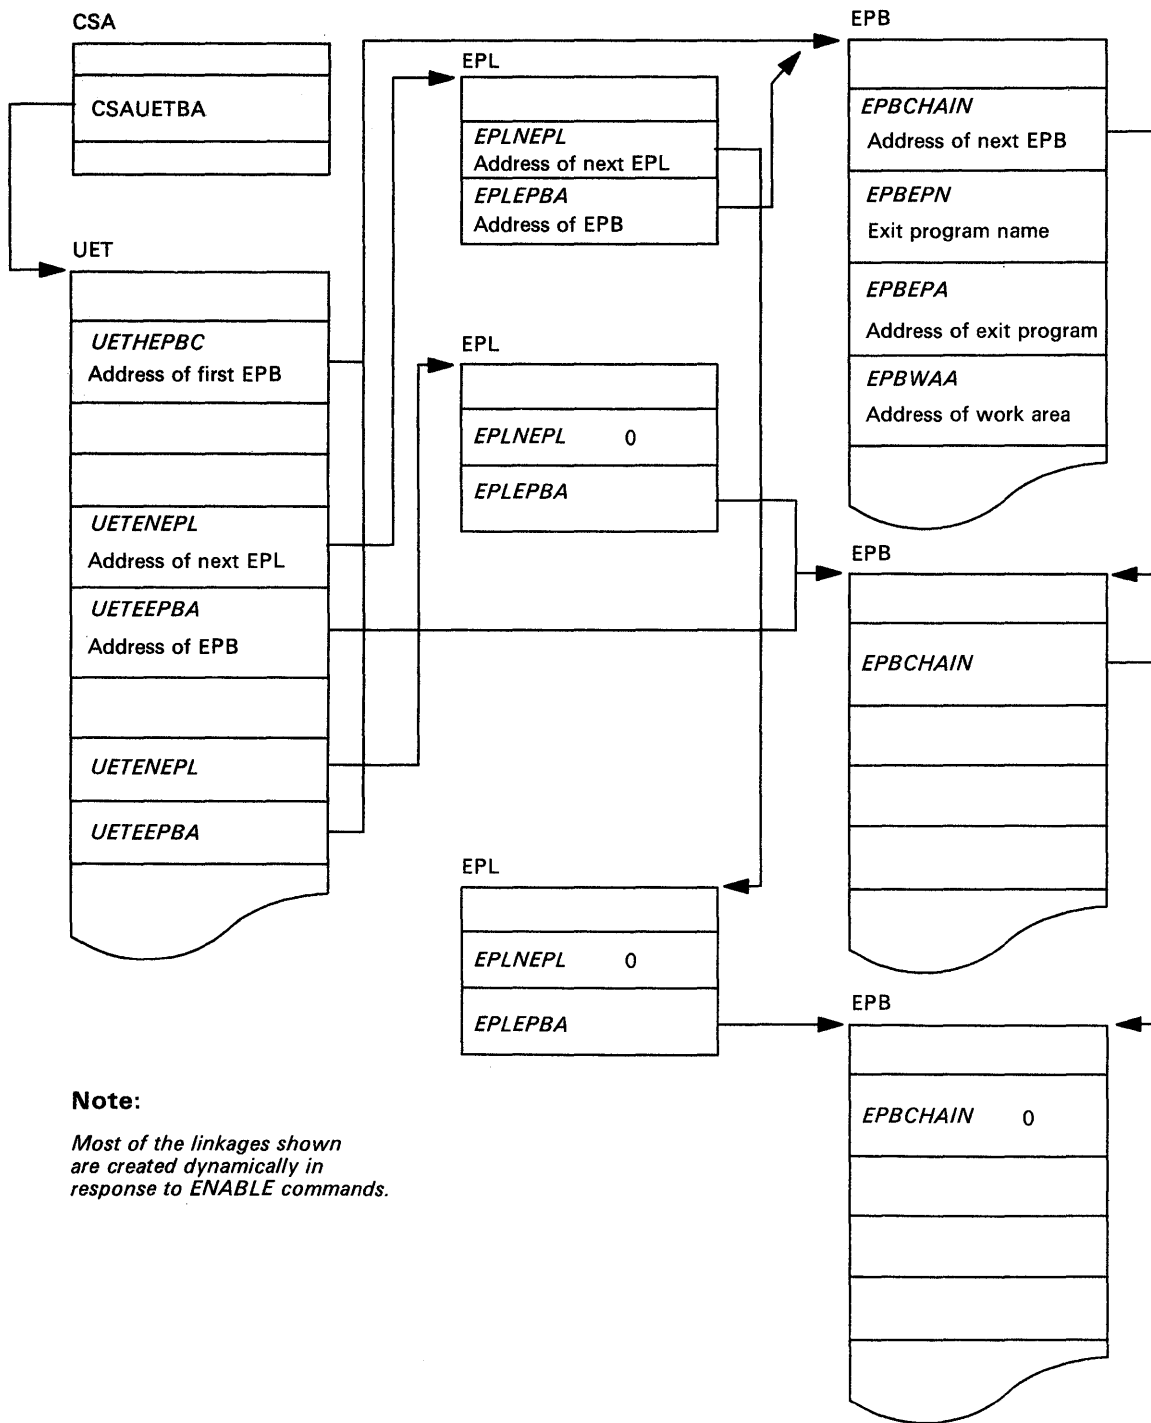 CSA
CSAUETBA
UET
UETHEPBC
Address of first EPB
UETENEPL
Address of next EPL
UETEEPBA
Address of EPB
UETENEPL
UETEEPBA
EPL
EPLNEPL
Address of next EPL
EPLEPBA
Address of EPB
EPL
EPLNEPL 0
EPLEPBA
EPL
EPLNEPL 0
EPLEPBA
EPB
EPBCHAIN
Address of next EPB
EPBEPN
Exit program name
EPBEPA
Address of exit program
EPBWAA
Address of work area
EPB
EPBCHAIN
EPB
EPBCHAIN 0
Note:
Most of the linkages shown
are created dynamically in
response to ENABLE commands.